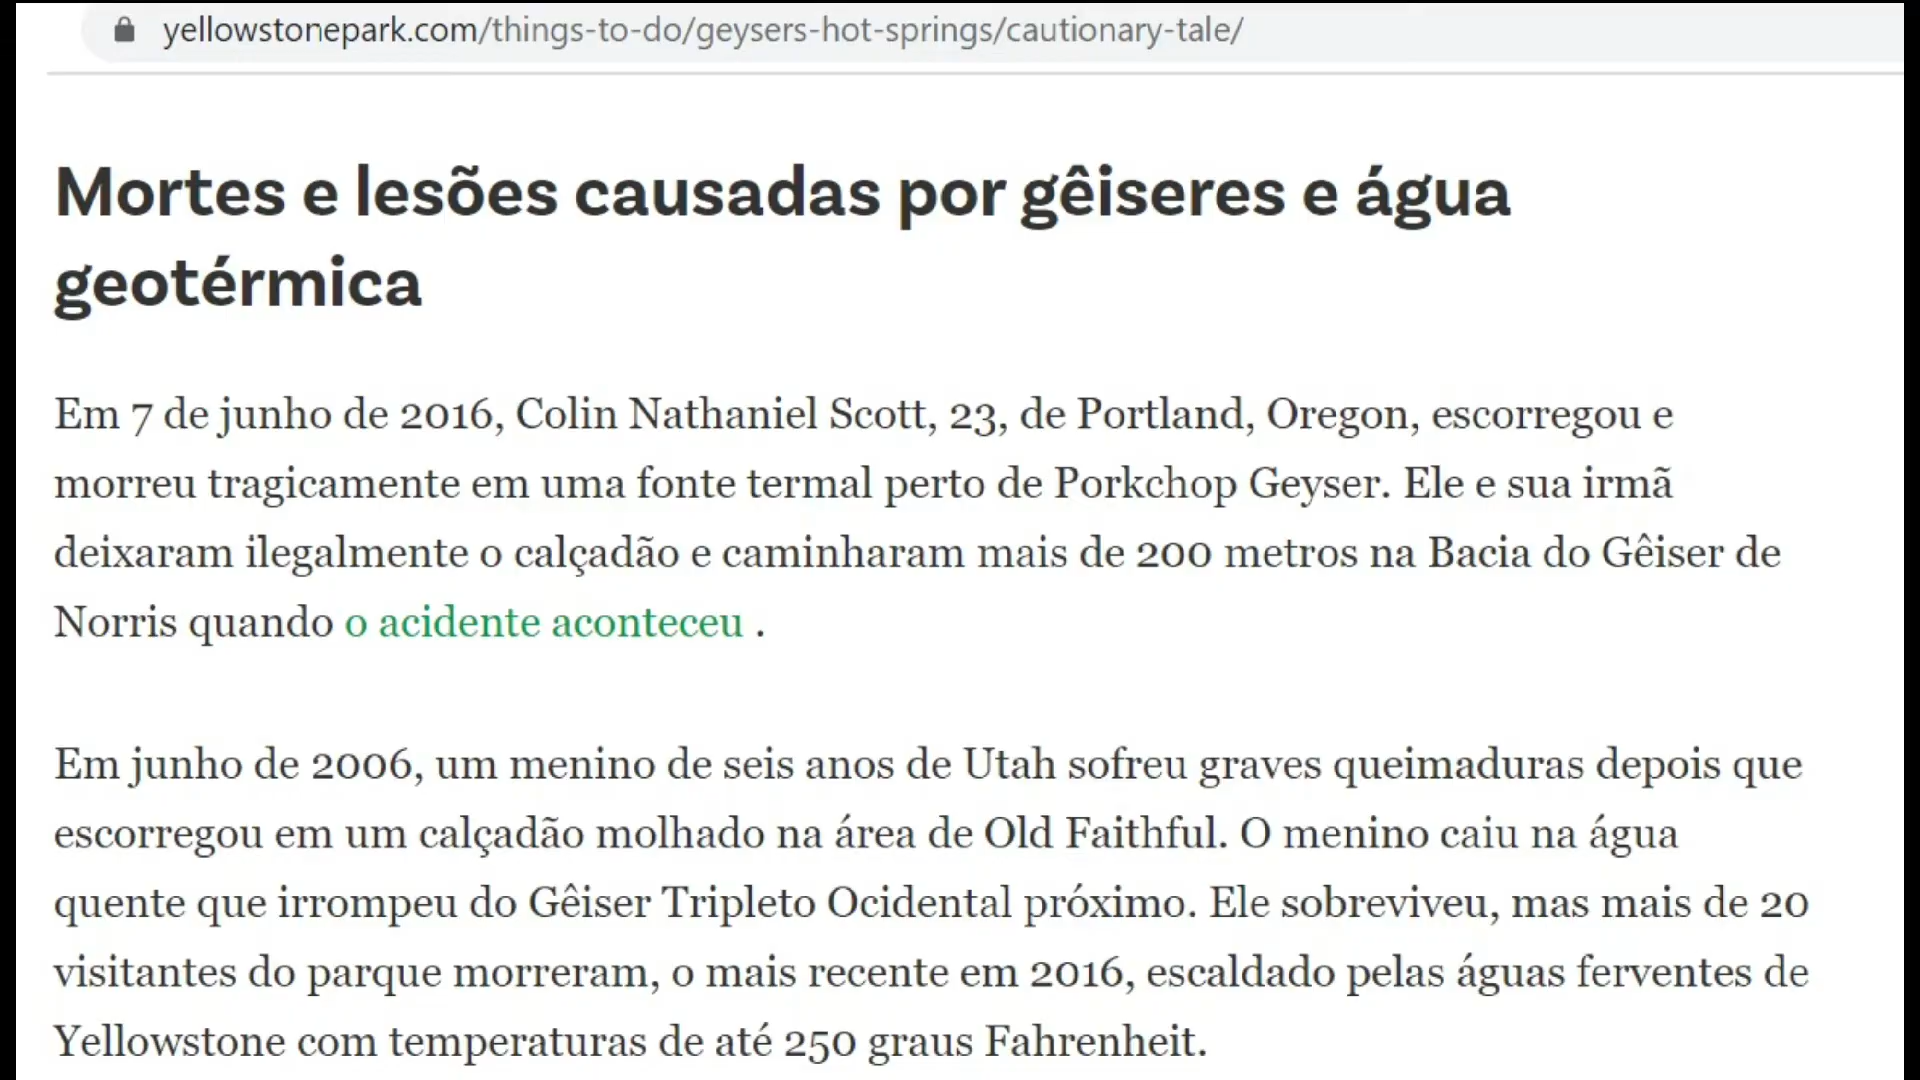 yellowstonepark.com/things-to-do/geysers-hot-springs/cautionary-tale/
Mortes e lesões causadas por gêiseres e água
geotérmica
Em 7 de junho de 2016, Colin Nathaniel Scott, 23, de Portland, Oregon, escorregou e
morreu tragicamente em uma fonte termal perto de Porkchop Geyser. Ele e sua irmã
deixaram ilegalmente o calçadão e caminharam mais de 200 metros na Bacia do Gêiser de
Norris quando o acidente aconteceu .
Em junho de 2006, um menino de seis anos de Utah sofreu graves queimaduras depois que
escorregou em um calçadão molhado na área de Old Faithful. O menino caiu na água
quente que irrompeu do Gêiser Tripleto Ocidental próximo. Ele sobreviveu, mas mais de 20
visitantes do parque morreram, o mais recente em 2016, escaldado pelas águas ferventes de
Yellowstone com temperaturas de até 250 graus Fahrenheit.